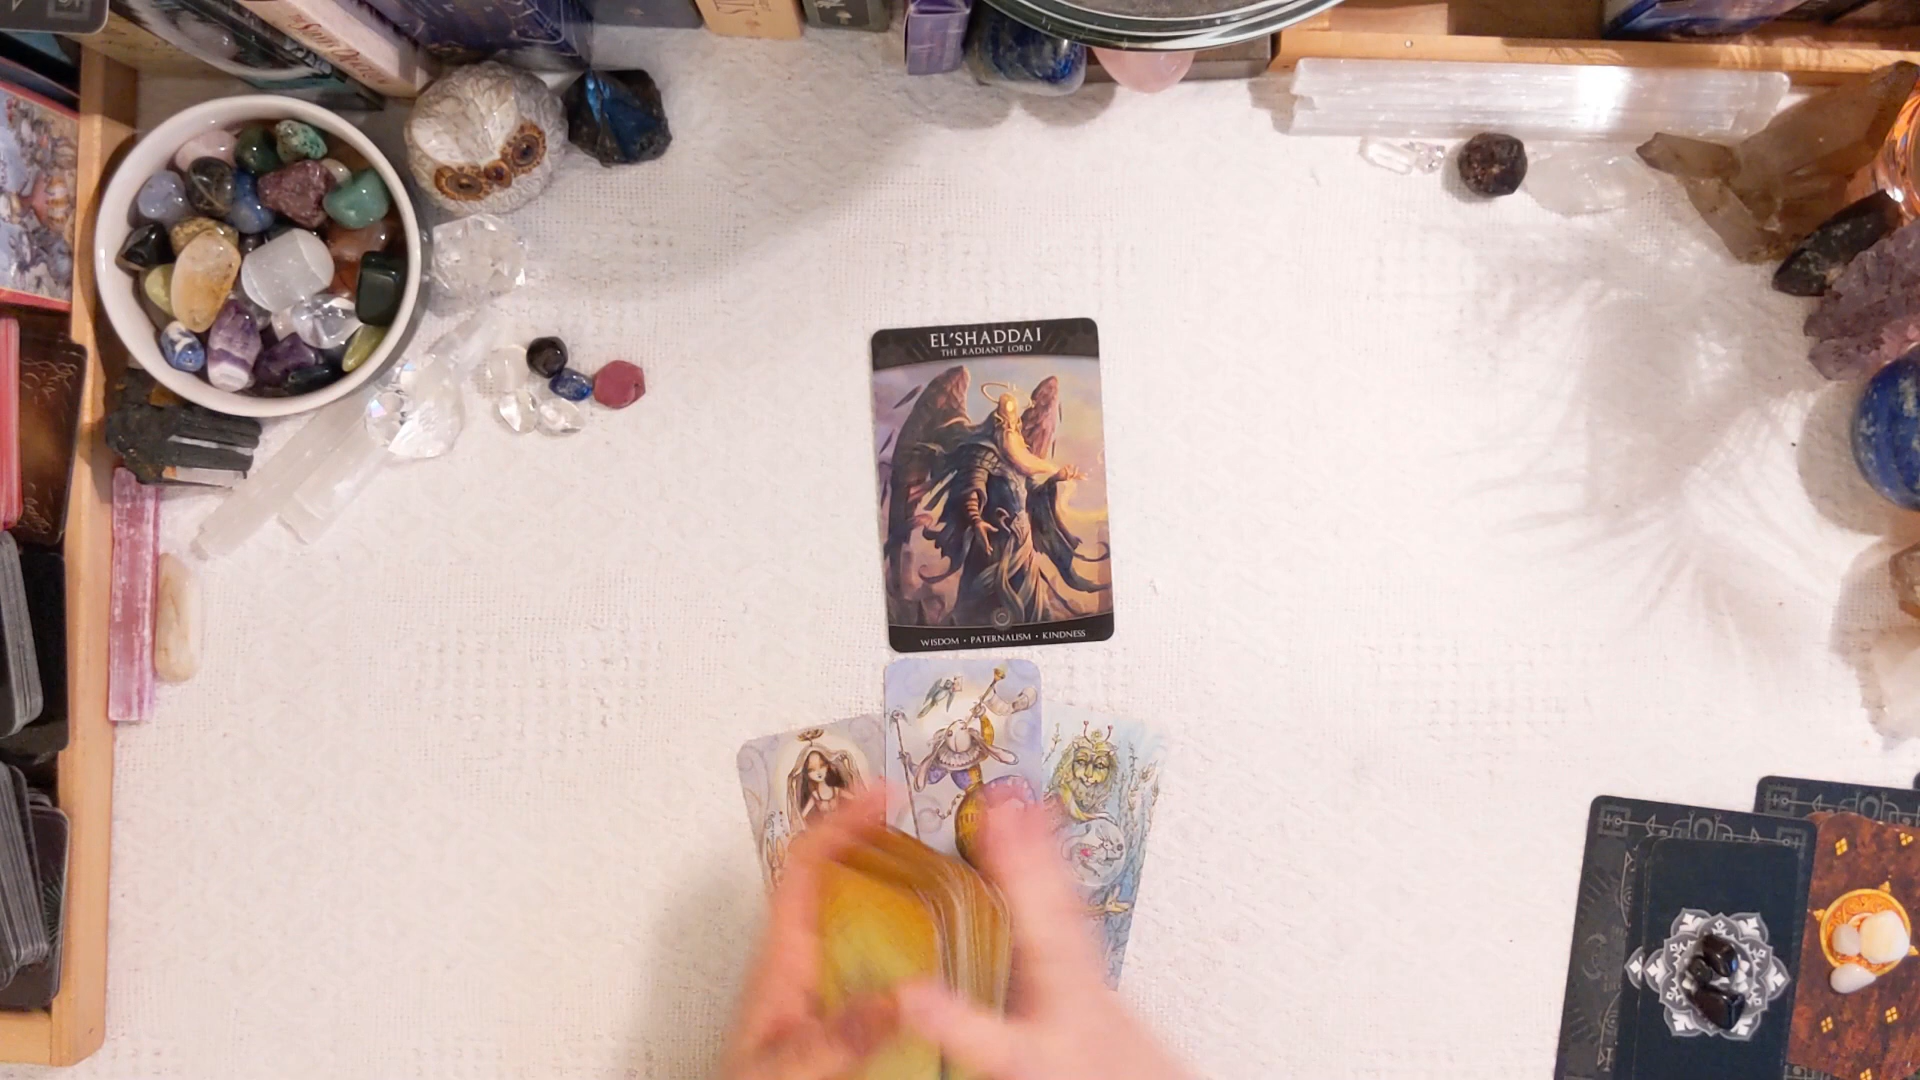 EL'SHADDAI
THE RADIANT LORD
WISDOM • PATERNALISM • KINDNESS